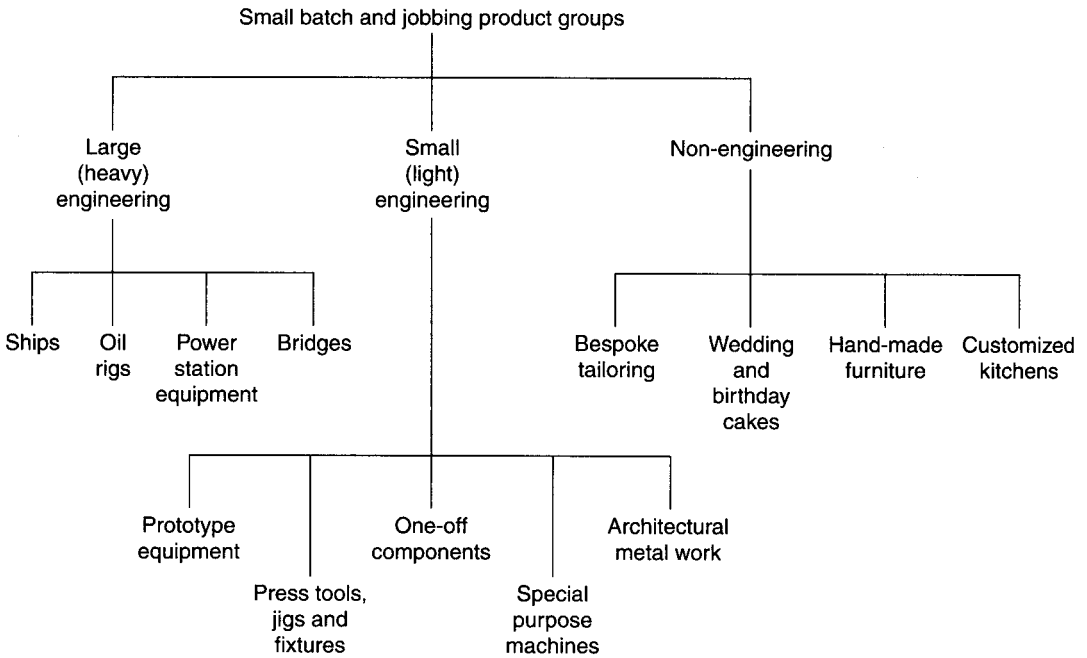 Small batch and jobbing product groups
Large
(heavy)
engineering
Small
(light)
engineering
Non-engineering
Ships
Oil
rigs
Power
station
equipment
Bridges
Bespoke
tailoring
Wedding
and
birthday
cakes
Hand-made
furniture
Customized
kitchens
Prototype
equipment
Press tools,
jigs and
fixtures
One-off
components
Special
purpose
machines
Architectural
metal work